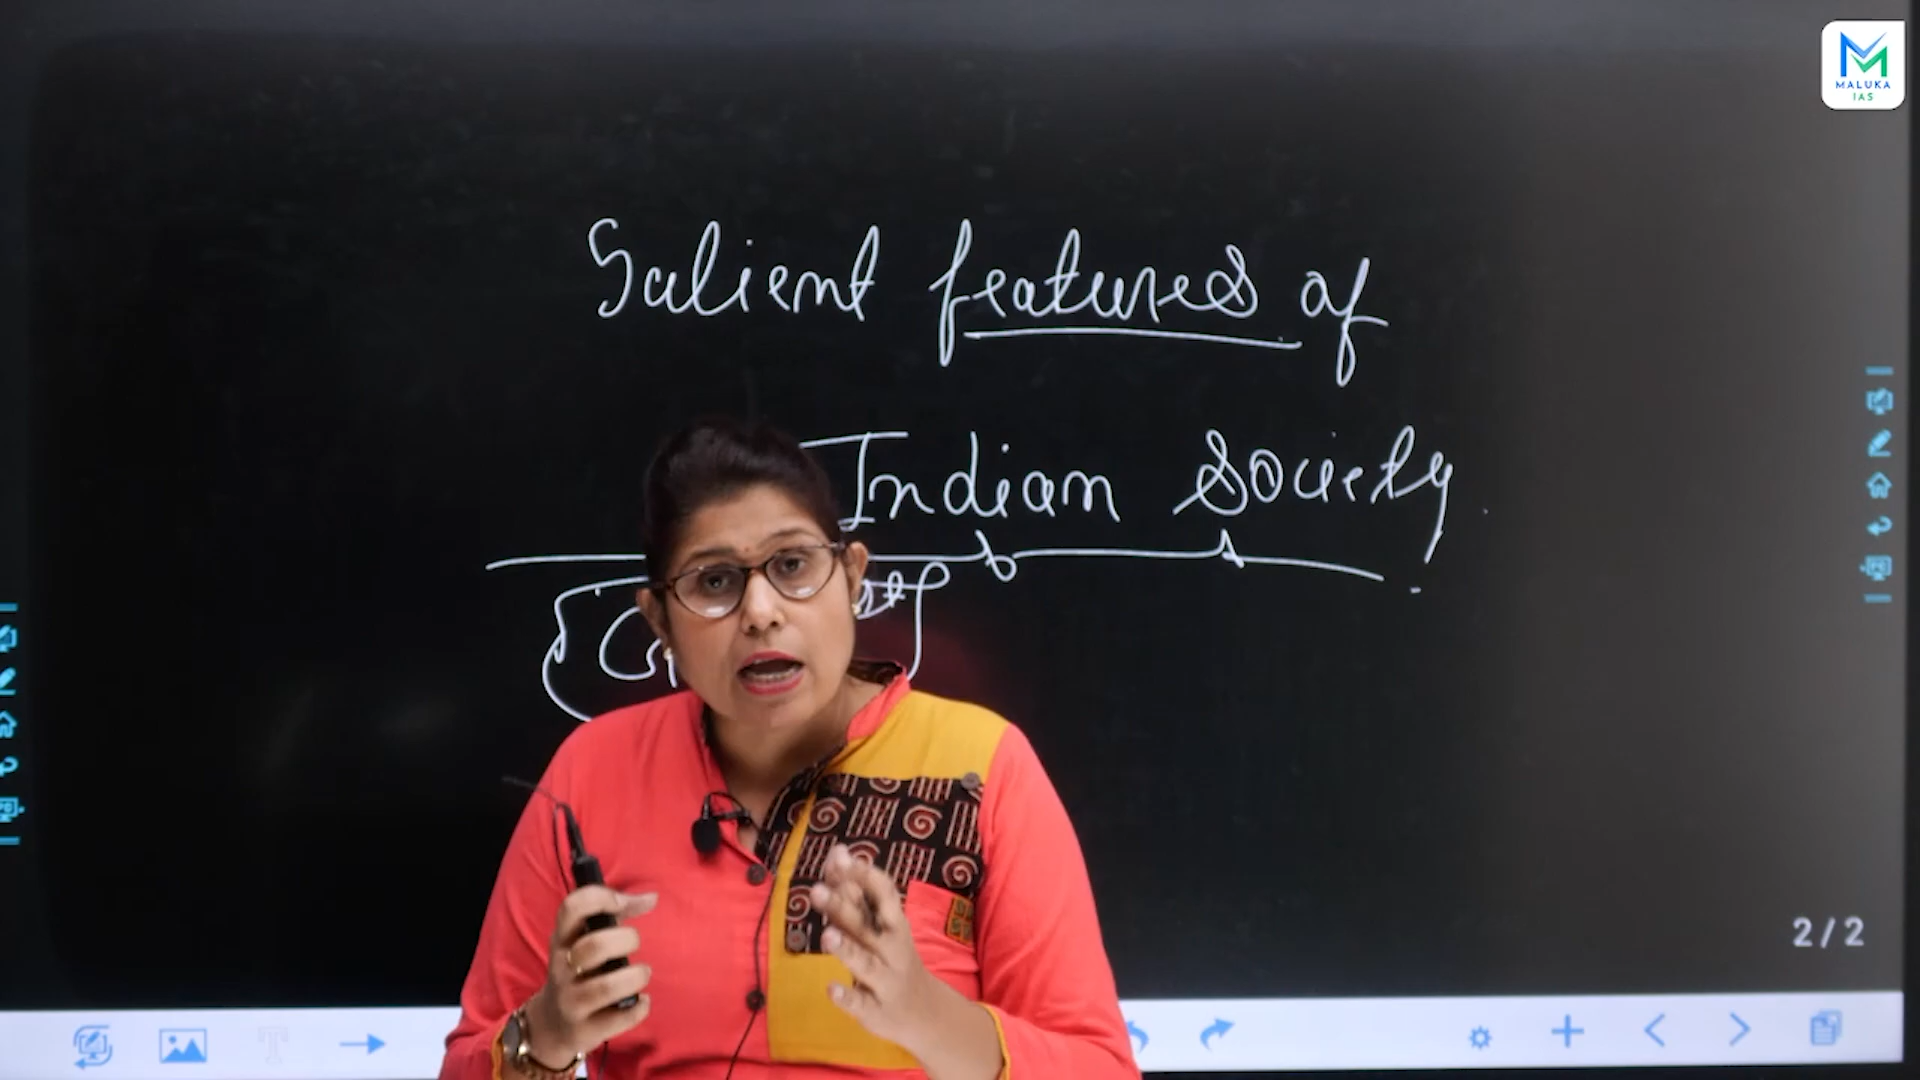 MALUKA
IAS
Salient features of
Indian Society
2/2